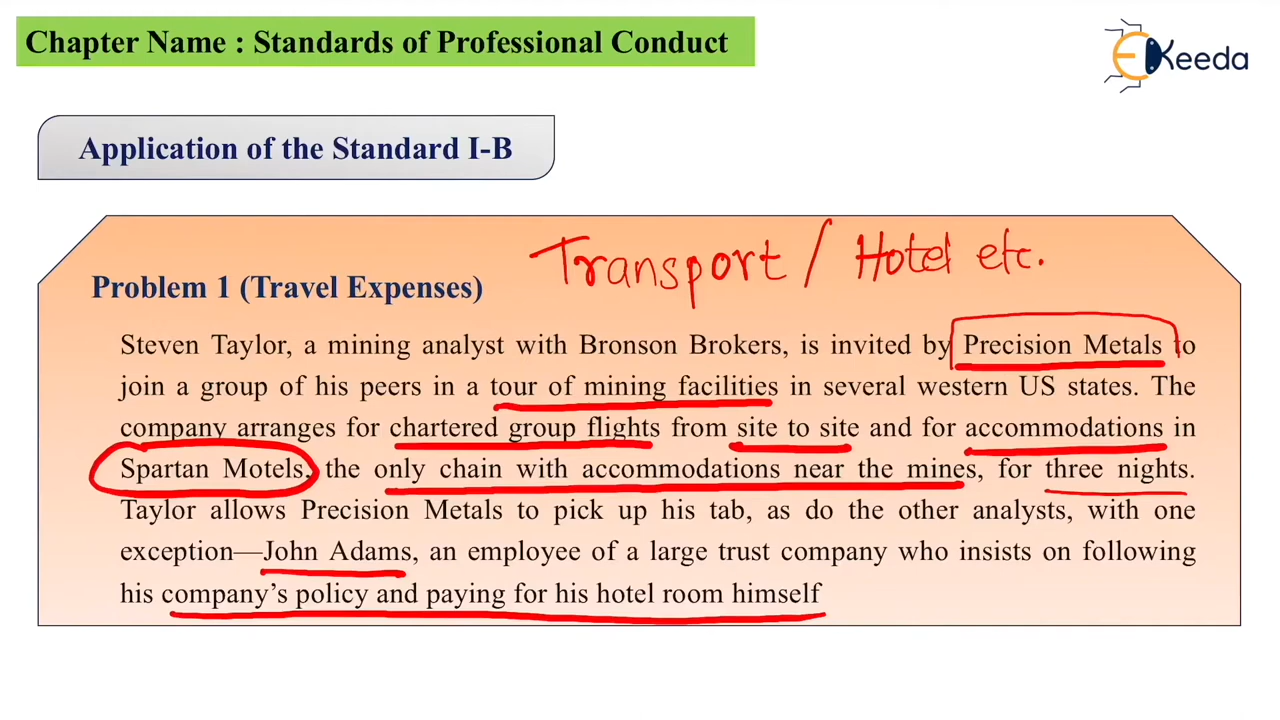 Chapter Name : Standards of Professional Conduct
EKeeda
Application of the Standard I-B
Transport / Hotel etc.
Problem 1 (Travel Expenses)
Steven Taylor, a mining analyst with Bronson Brokers, is invited by Precision Metals to
join a group of his peers in a tour of mining facilities in several western US states. The
company arranges for chartered group flights from site to site and for accommodations in
Spartan Motels, the only chain with accommodations near the mines, for three nights.
Taylor allows Precision Metals to pick up his tab, as do the other analysts, with one
exception—John Adams, an employee of a large trust company who insists on following
his company's policy and paying for his hotel room himself